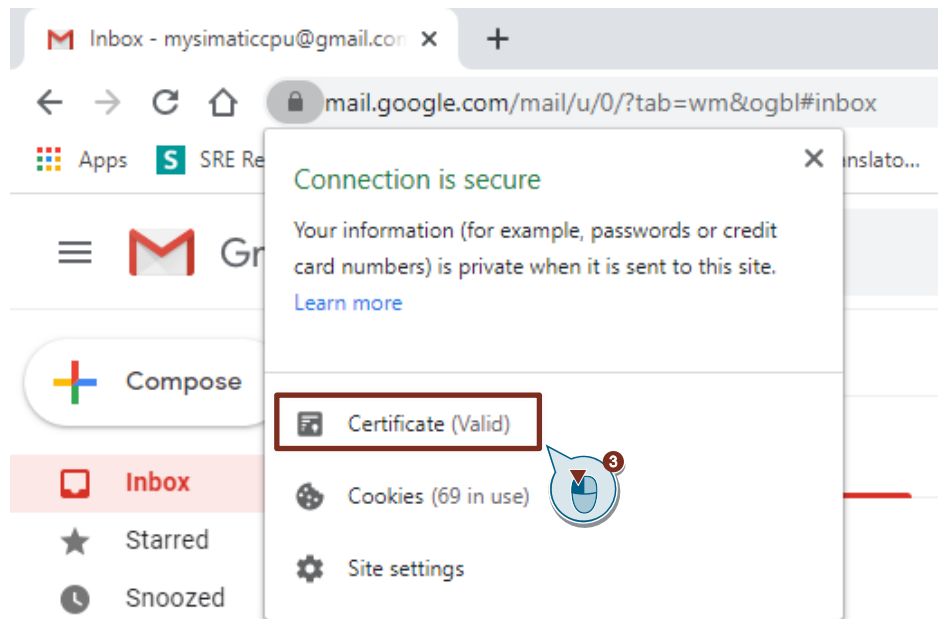 Inbox - mysimaticcpu@gmail.con
mail.google.com/mail/u/0/?tab=wm&ogbl#inbox
Apps S SRE Re
anslato...
Connection is secure
Your information (for example, passwords or credit
card numbers) is private when it is sent to this site.
Learn more
Gr
Compose
Certificate (Valid)
3
Inbox
Cookies (69 in use)
Starred
Site settings
Snoozed